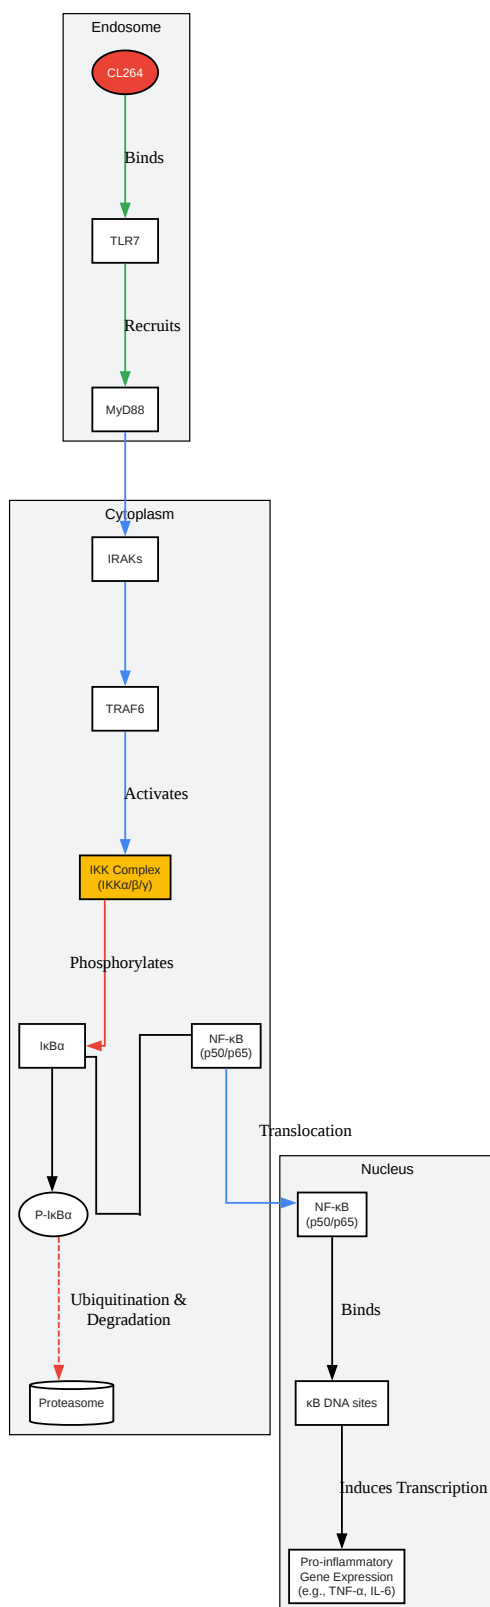 Endosome
CL264
Binds
TLR7
Recruits
MyD88
Cytoplasm
IRAKs
TRAF6
Activates
IKK Complex
(IKKα/β/γ)
Phosphorylates
IκBα
NF-κB
(p50/p65)
Translocation
Nucleus
P-IκBα
NF-κB
(p50/p65)
Ubiquitination &
Degradation
Binds
Proteasome
κB DNA sites
Induces Transcription
Pro-inflammatory
Gene Expression
(e.g., TNF-α, IL-6)